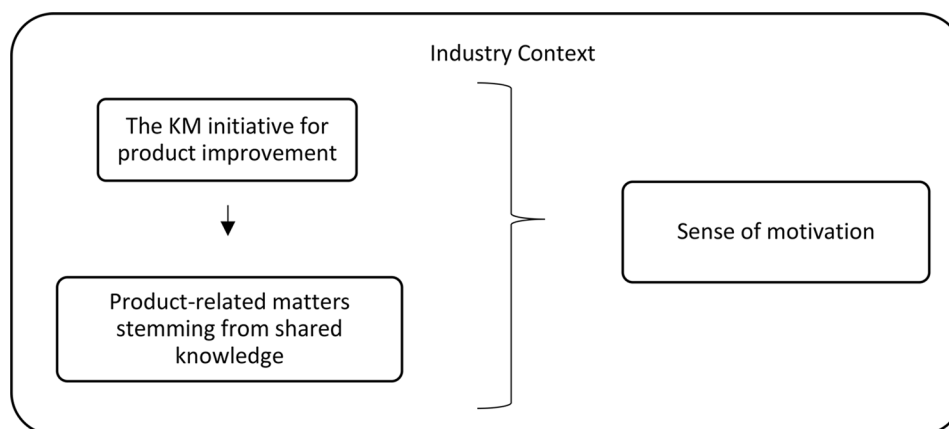 Industry Context
The KM initiative for
product improvement
Sense of motivation
Product-related matters
stemming from shared
knowledge